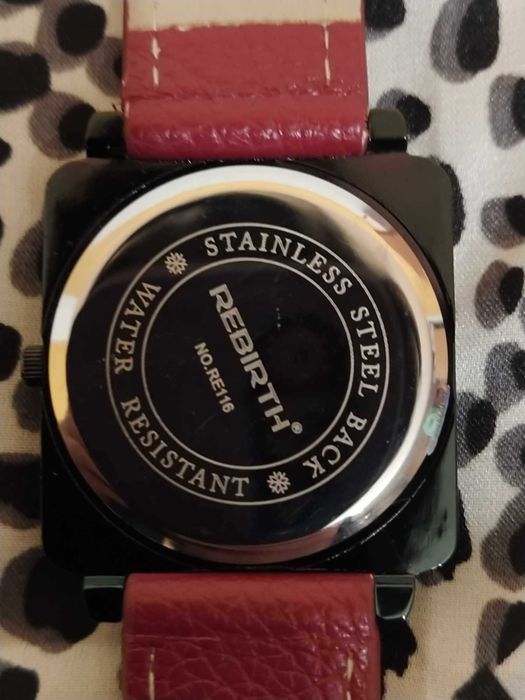 STAINLESS STEEL BACK
REBIRTH®
NO.RE116
WATER RESISTANT